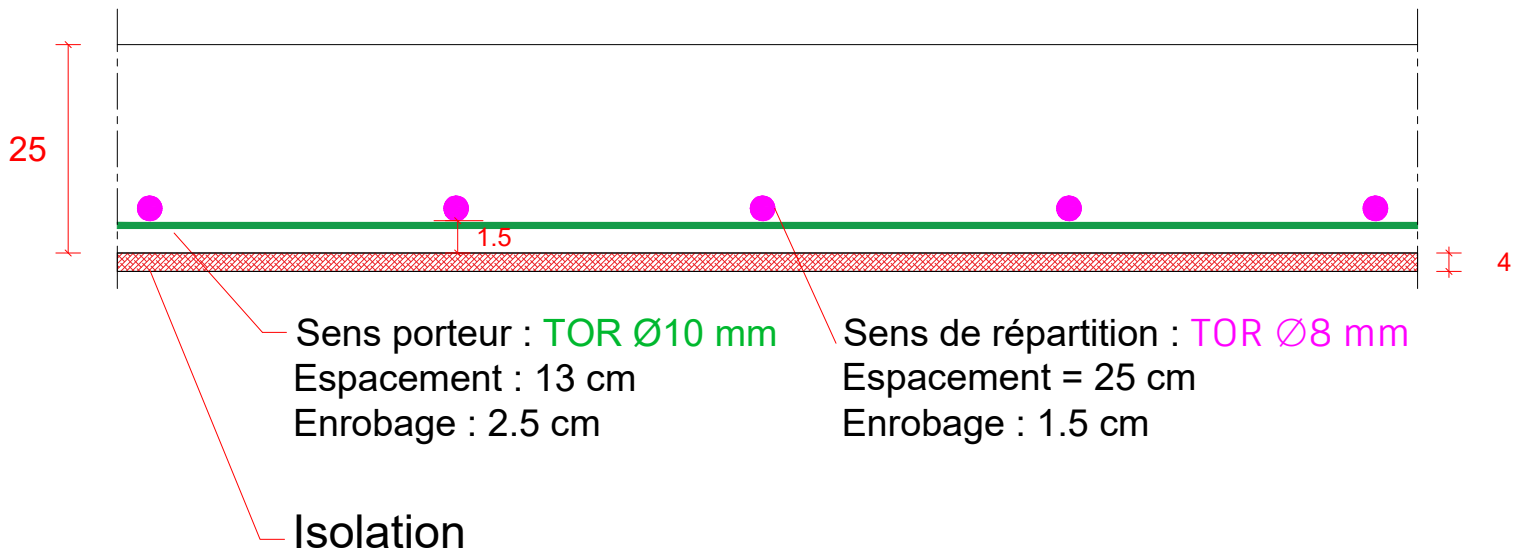 25
1.5
4
Sens porteur : TOR Ø10 mm
Espacement : 13 cm
Enrobage : 2.5 cm
Sens de répartition : TOR ∅8 mm
Espacement = 25 cm
Enrobage : 1.5 cm
Isolation